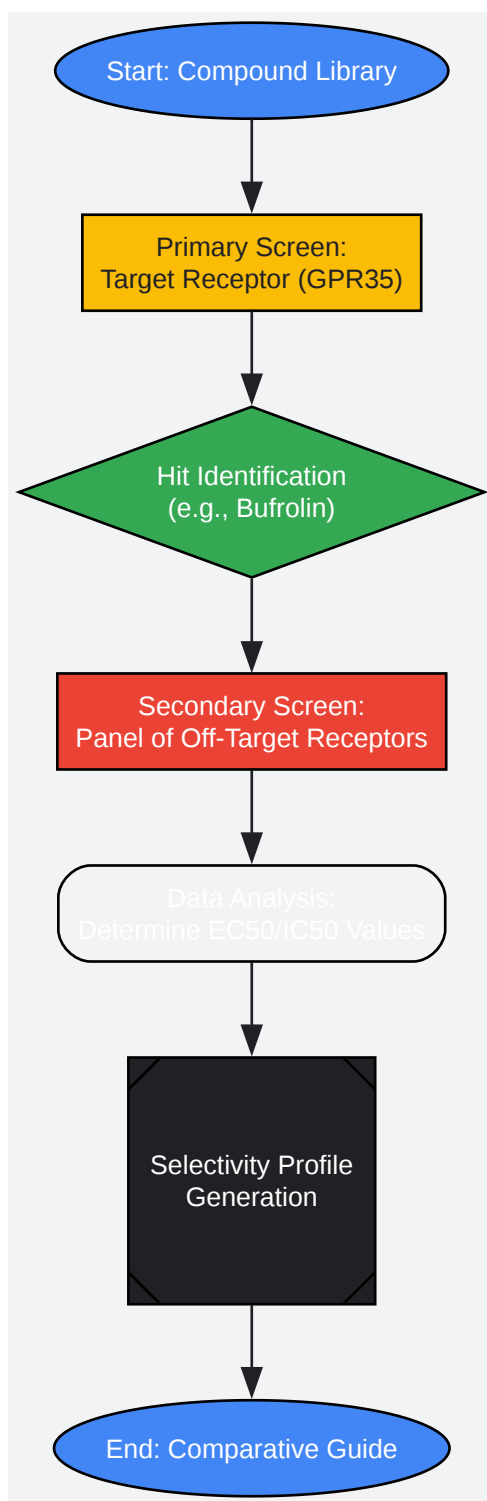 Start: Compound Library
Primary Screen:
Target Receptor (GPR35)
Hit Identification
(e.g., Bufrolin)
Secondary Screen:
Panel of Off-Target Receptors
Data Analysis:
Determine EC50/IC50 Values
Selectivity Profile
Generation
End: Comparative Guide